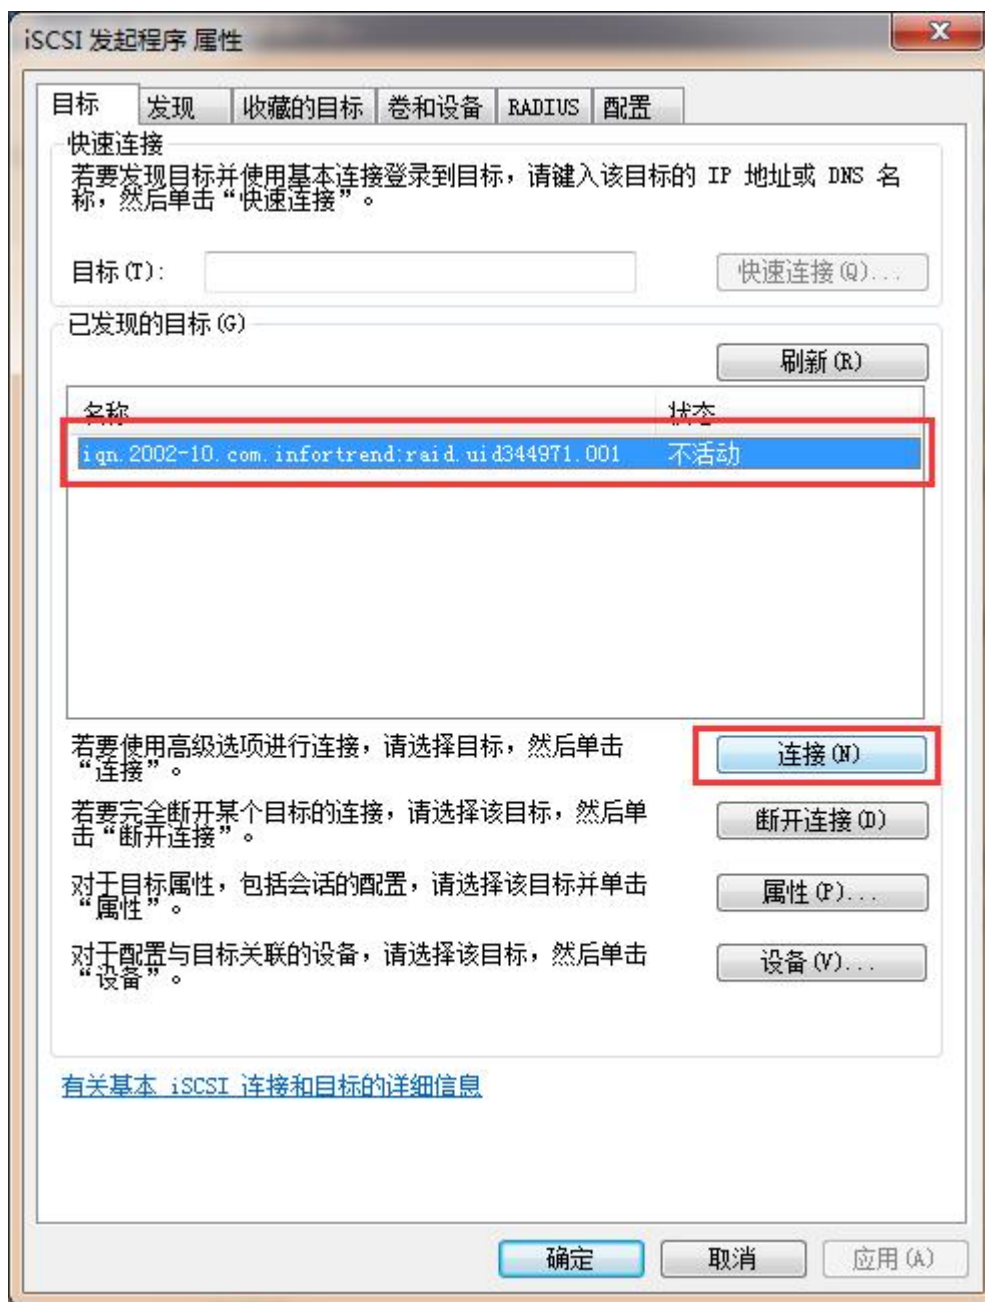 iSCSI 发起程序 属性
目标 发现 收藏的目标 卷和设备 RADIUS 配置
快速连接
若要发现目标并使用基本连接登录到目标，请键入该目标的 IP 地址或 DNS 名
称，然后单击“快速连接”。
目标(T): 快速连接(Q)...
已发现的目标(G)
刷新(R)
名称 状态
iqn.2002-10.com.infortrend:raid.uid344971.001 不活动
若要使用高级选项进行连接，请选择目标，然后单击
“连接”。
连接(N)
若要完全断开某个目标的连接，请选择该目标，然后单
击“断开连接”。
断开连接(D)
对于目标属性，包括会话的配置，请选择该目标并单击
“属性”。
属性(P)...
对于配置与目标关联的设备，请选择该目标，然后单击
“设备”。
设备(V)...
有关基本 iSCSI 连接和目标的详细信息
确定 取消 应用(A)